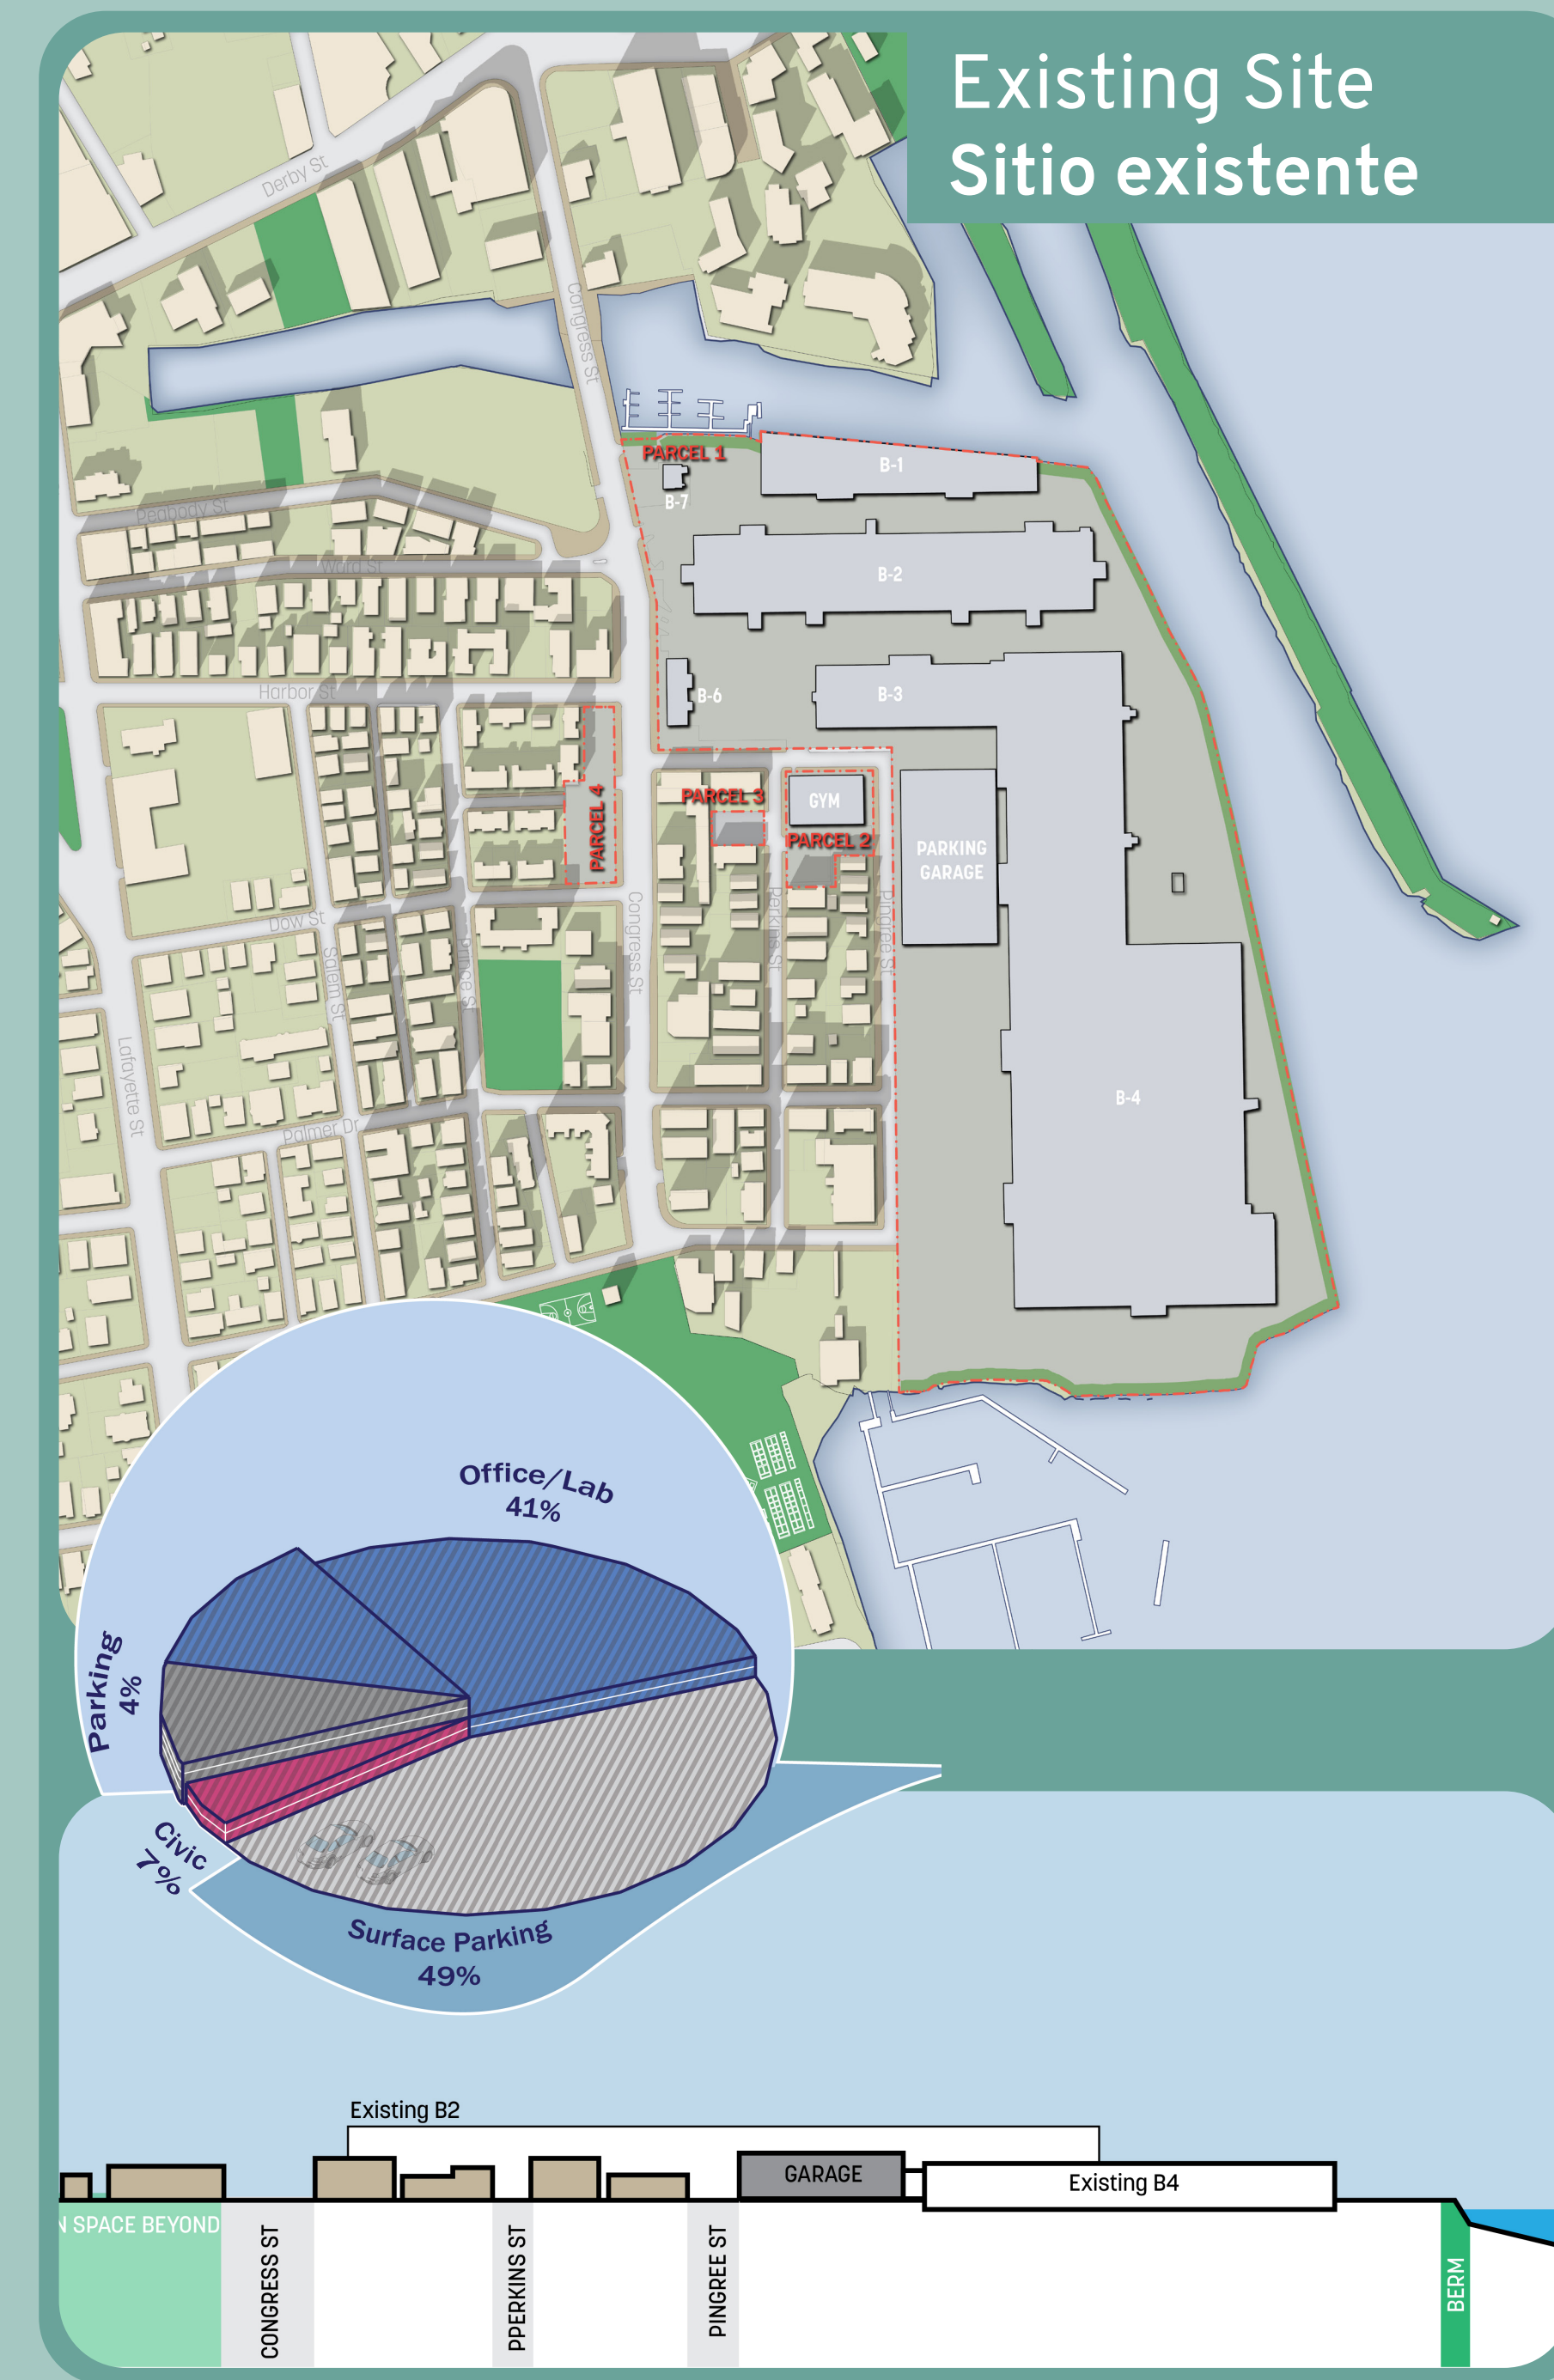 Existing Site
Sitio existente
Derby St
Congress St
PARCEL 1
B-1
B-7
Peabody St
Ward St
B-2
Harbor St
B-6
B-3
PARCEL 4
PARCEL 3
GYM
PARCEL 2
PARKING
GARAGE
Dow St
Salem St
Prince St
Congress St
Perkins St
Pingree St
Lafayette St
Palmer Dr
B-4
Office/Lab
41%
Parking
4%
Civic
7%
Surface Parking
49%
Existing B2
GARAGE
Existing B4
N SPACE BEYOND
CONGRESS ST
PPERKINS ST
PINGREE ST
BERM